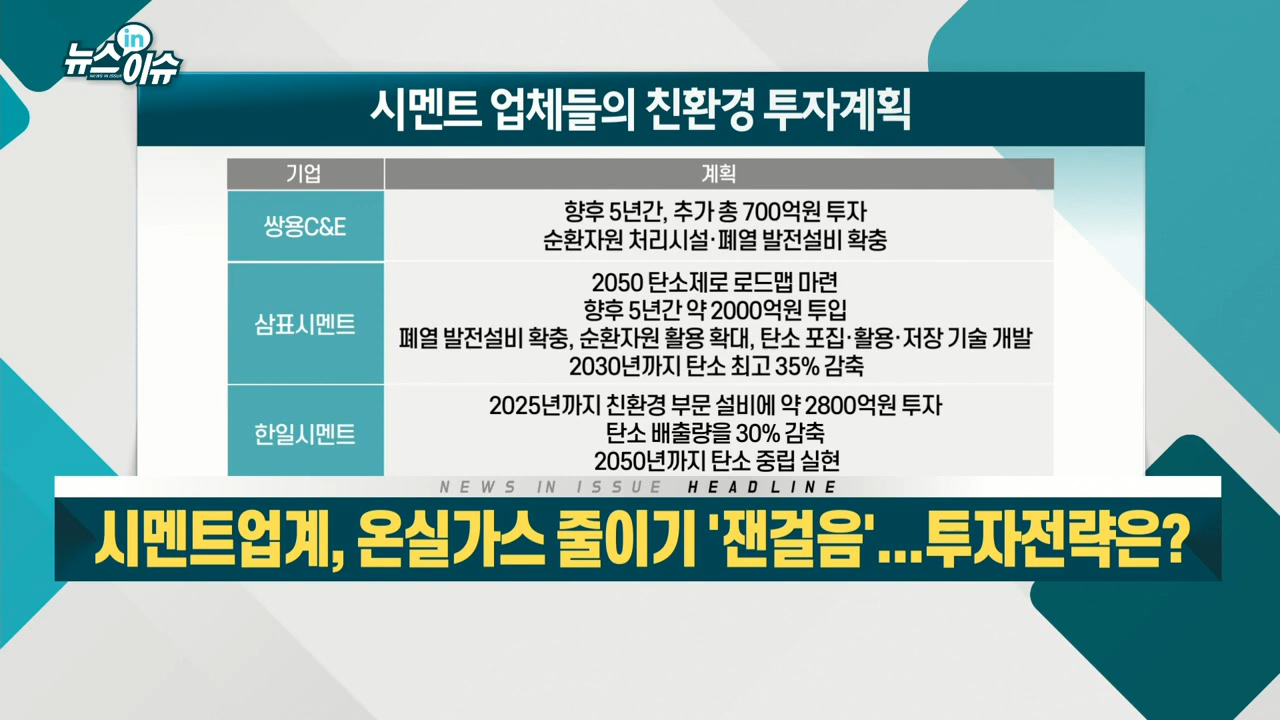 뉴스in이슈
NEWS IN ISSUE
시멘트 업체들의 친환경 투자계획
기업
계획
쌍용C&E
향후 5년간, 추가 총 700억원 투자
순환자원 처리시설·폐열 발전설비 확충
삼표시멘트
2050 탄소제로 로드맵 마련
향후 5년간 약 2000억원 투입
폐열 발전설비 확충, 순환자원 활용 확대, 탄소 포집·활용·저장 기술 개발
2030년까지 탄소 최고 35% 감축
한일시멘트
2025년까지 친환경 부문 설비에 약 2800억원 투자
탄소 배출량을 30% 감축
2050년까지 탄소 중립 실현
NEWS IN ISSUE HEADLINE
시멘트업계, 온실가스 줄이기 '잰걸음'...투자전략은?